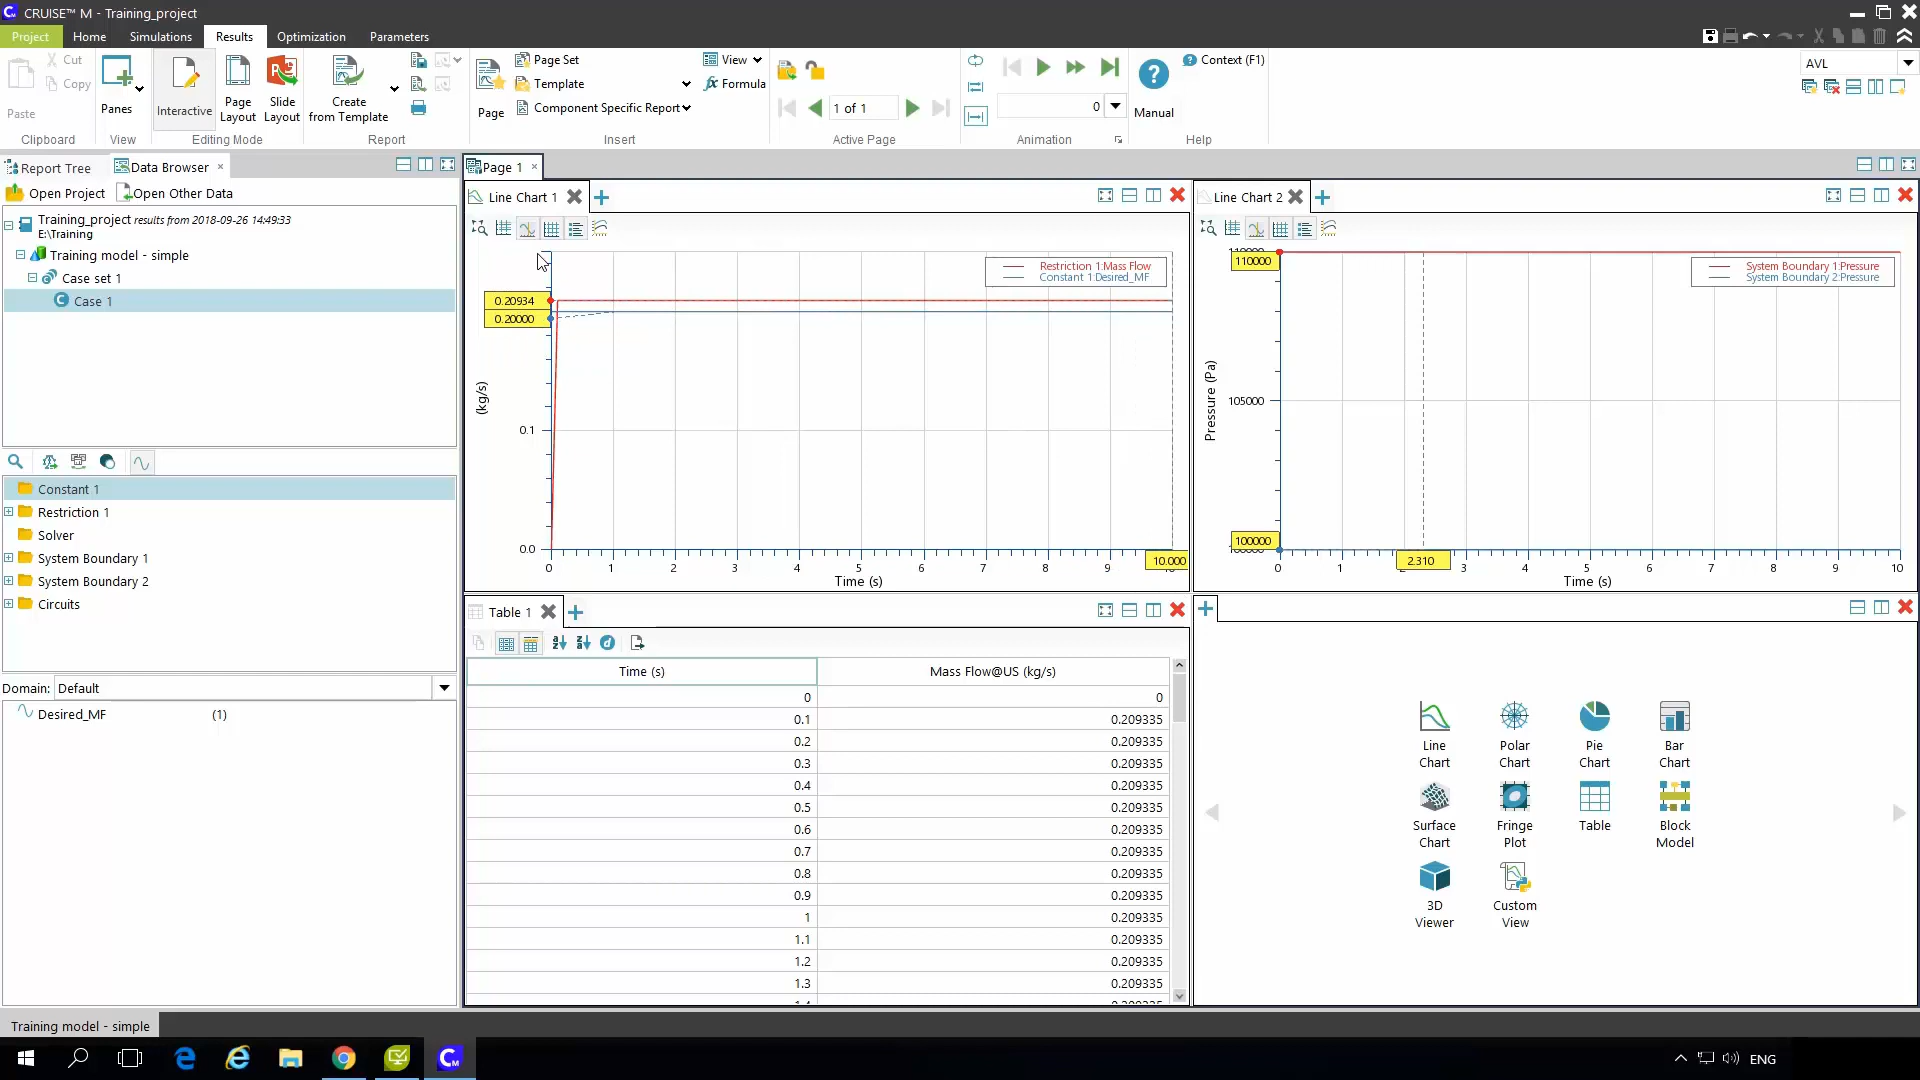 CRUISE™ M - Training_project
Project Home Simulations Results Optimization Parameters
Paste
Cut
Copy
Clipboard
Panes
View
Interactive
Page Layout
Slide Layout
Editing Mode
Create from Template
Report
Page
Page Set
Template
Component Specific Report
View
Formula
Insert
1 of 1
Active Page
0
Animation
Manual
Context (F1)
Help
AVL
Report Tree
Data Browser
Open Project
Open Other Data
Training_project results from 2018-09-26 14:49:33
E:\Training
Training model - simple
Case set 1
Case 1
Constant 1
Restriction 1
Solver
System Boundary 1
System Boundary 2
Circuits
Domain: Default
Desired_MF (1)
Page 1
Line Chart 1
Restriction 1:Mass Flow
Constant 1:Desired_MF
0.20934
0.20000
(kg/s)
0.1
0.0
0 1 2 3 4 5 6 7 8 9
10.000
Time (s)
Line Chart 2
System Boundary 1:Pressure
System Boundary 2:Pressure
110000
110000
Pressure (Pa)
105000
100000
2.310
0 1 3 4 5 6 7 8 9 10
Time (s)
Table 1
Time (s) Mass Flow@US (kg/s)
0 0
0.1 0.209335
0.2 0.209335
0.3 0.209335
0.4 0.209335
0.5 0.209335
0.6 0.209335
0.7 0.209335
0.8 0.209335
0.9 0.209335
1 0.209335
1.1 0.209335
1.2 0.209335
1.3 0.209335
Line Chart
Polar Chart
Pie Chart
Bar Chart
Surface Chart
Fringe Plot
Table
Block Model
3D Viewer
Custom View
Training model - simple
ENG